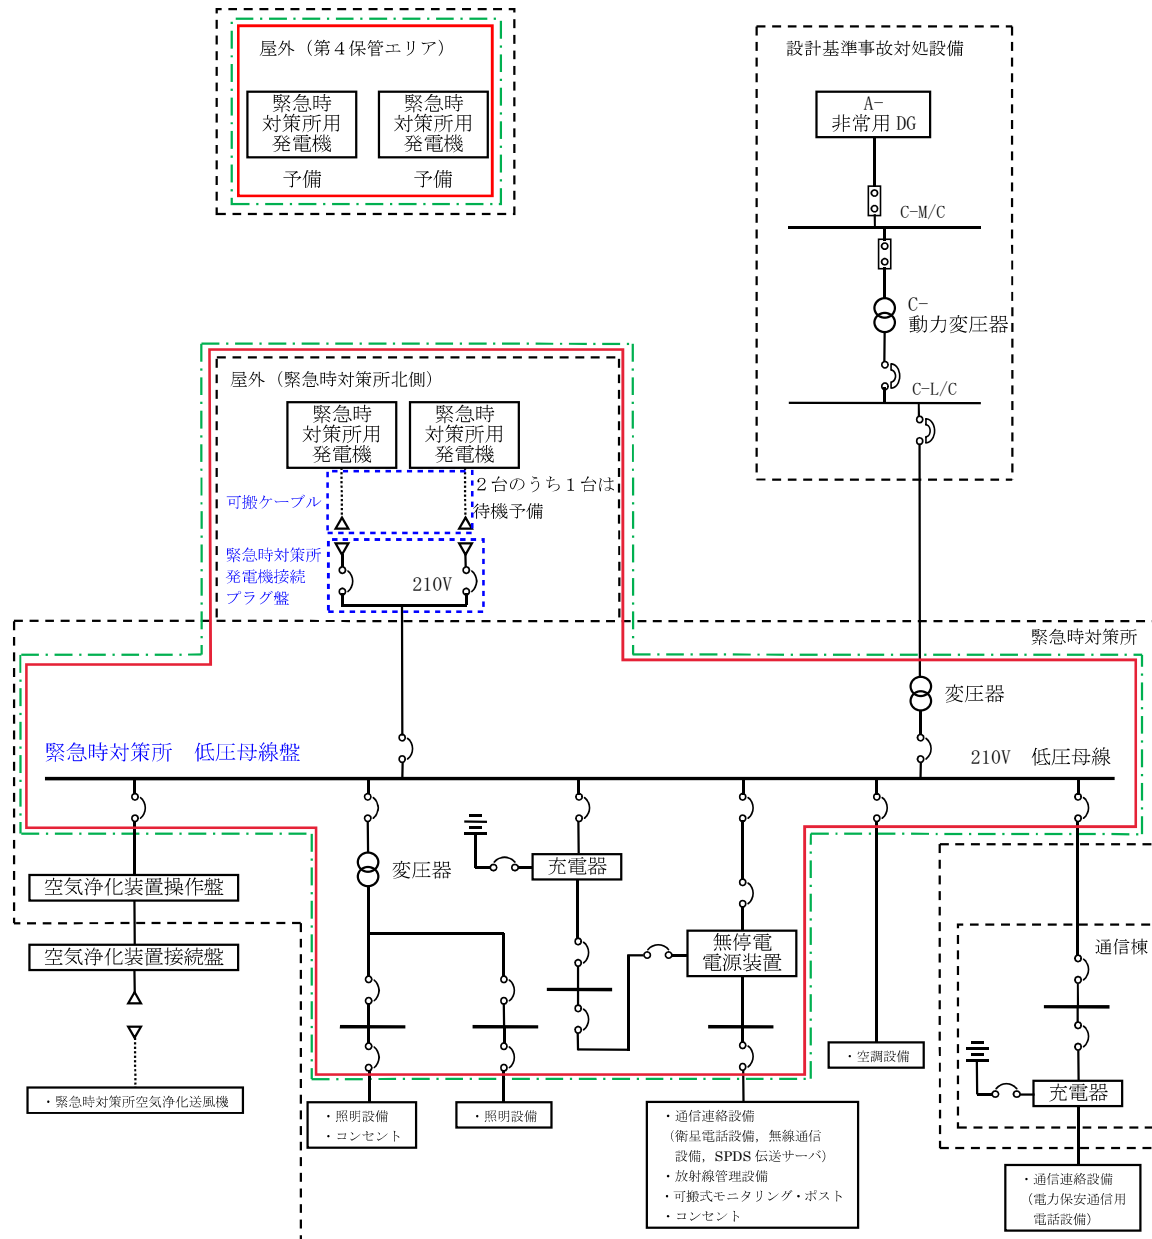 屋外（第４保管エリア）
緊急時
対策所用
発電機
緊急時
対策所用
発電機
予備
予備
設計基準事故対処設備
A-
非常用 DG
C-M/C
C-
動力変圧器
C-L/C
屋外（緊急時対策所北側）
緊急時
対策所用
発電機
緊急時
対策所用
発電機
２台のうち１台は
待機予備
可搬ケーブル
緊急時対策所
発電機接続
プラグ盤
210V
緊急時対策所
変圧器
緊急時対策所　低圧母線盤
210V　低圧母線
変圧器
充電器
空気浄化装置操作盤
空気浄化装置接続盤
無停電
電源装置
通信棟
・空調設備
充電器
・緊急時対策所空気浄化送風機
・照明設備
・コンセント
・照明設備
・通信連絡設備
（衛星電話設備，無線通信
設備，SPDS 伝送サーバ）
・放射線管理設備
・可搬式モニタリング・ポスト
・コンセント
・通信連絡設備
（電力保安通信用
電話設備）